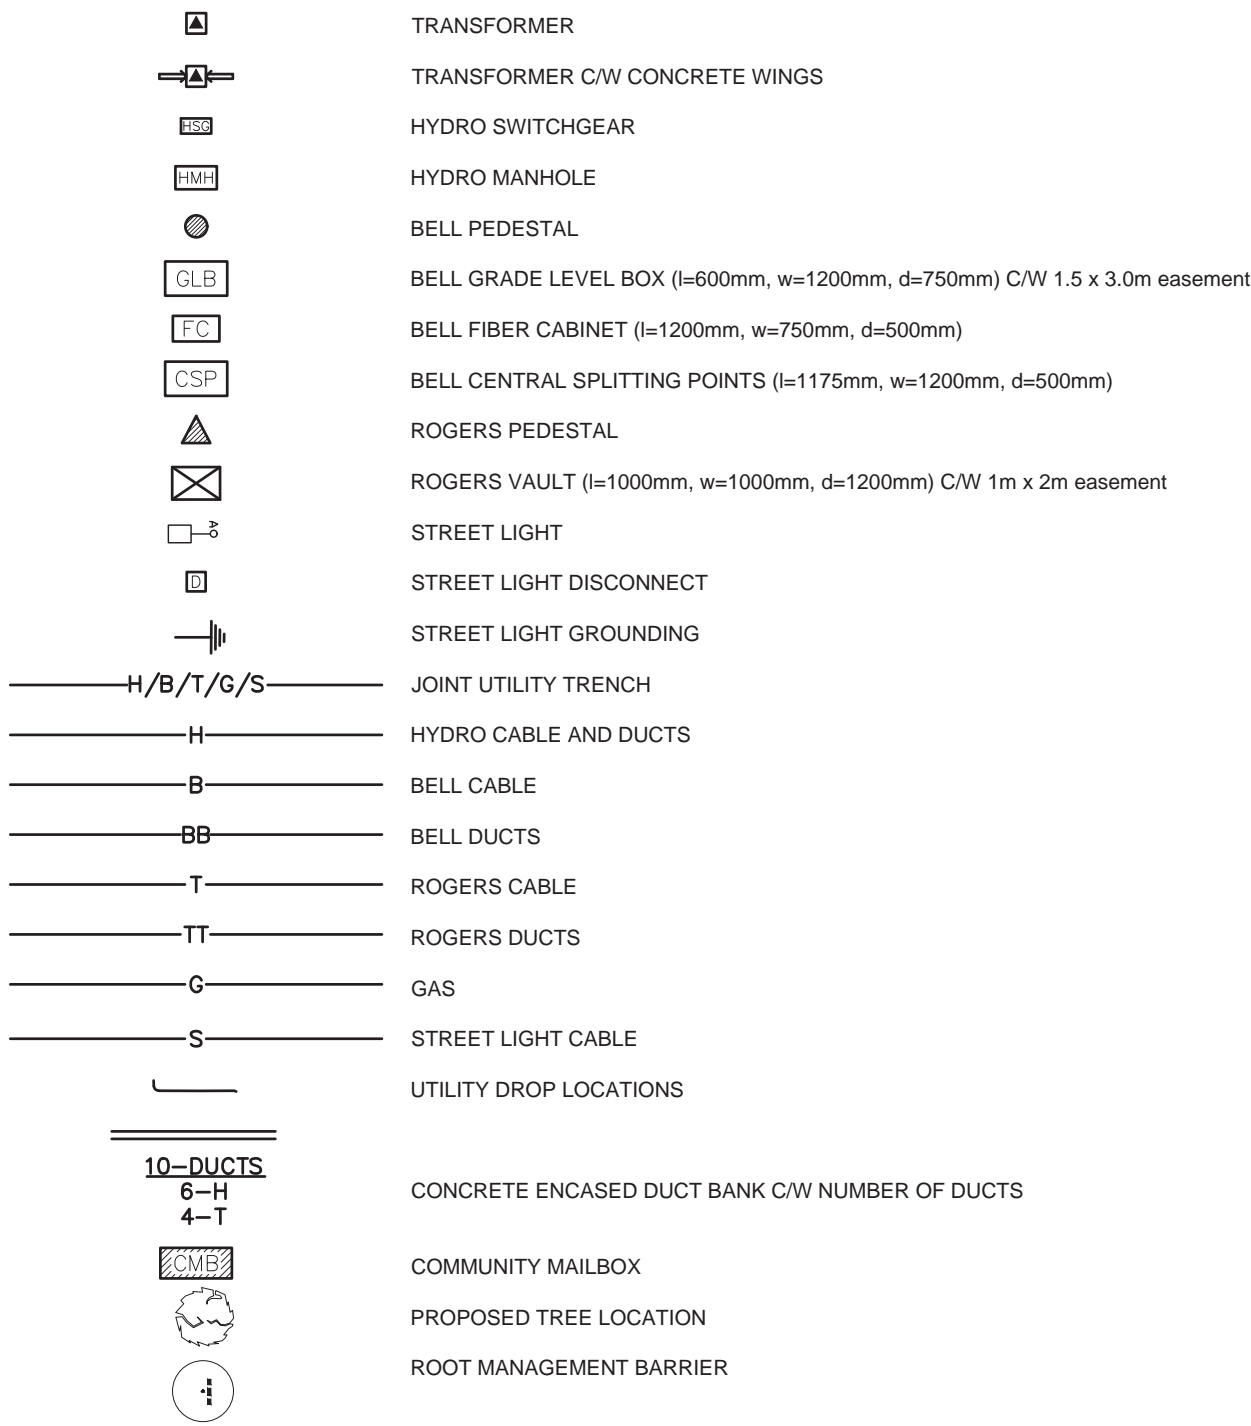 TRANSFORMER
TRANSFORMER C/W CONCRETE WINGS
HSG HYDRO SWITCHGEAR
HMH HYDRO MANHOLE
BELL PEDESTAL
GLB BELL GRADE LEVEL BOX (l=600mm, w=1200mm, d=750mm) C/W 1.5 x 3.0m easement
FC BELL FIBER CABINET (l=1200mm, w=750mm, d=500mm)
CSP BELL CENTRAL SPLITTING POINTS (l=1175mm, w=1200mm, d=500mm)
ROGERS PEDESTAL
ROGERS VAULT (l=1000mm, w=1000mm, d=1200mm) C/W 1m x 2m easement
A STREET LIGHT
D STREET LIGHT DISCONNECT
STREET LIGHT GROUNDING
H/B/T/G/S JOINT UTILITY TRENCH
H HYDRO CABLE AND DUCTS
B BELL CABLE
BB BELL DUCTS
T ROGERS CABLE
TT ROGERS DUCTS
G GAS
S STREET LIGHT CABLE
UTILITY DROP LOCATIONS
10-DUCTS
6-H CONCRETE ENCASED DUCT BANK C/W NUMBER OF DUCTS
4-T
CMB COMMUNITY MAILBOX
PROPOSED TREE LOCATION
ROOT MANAGEMENT BARRIER